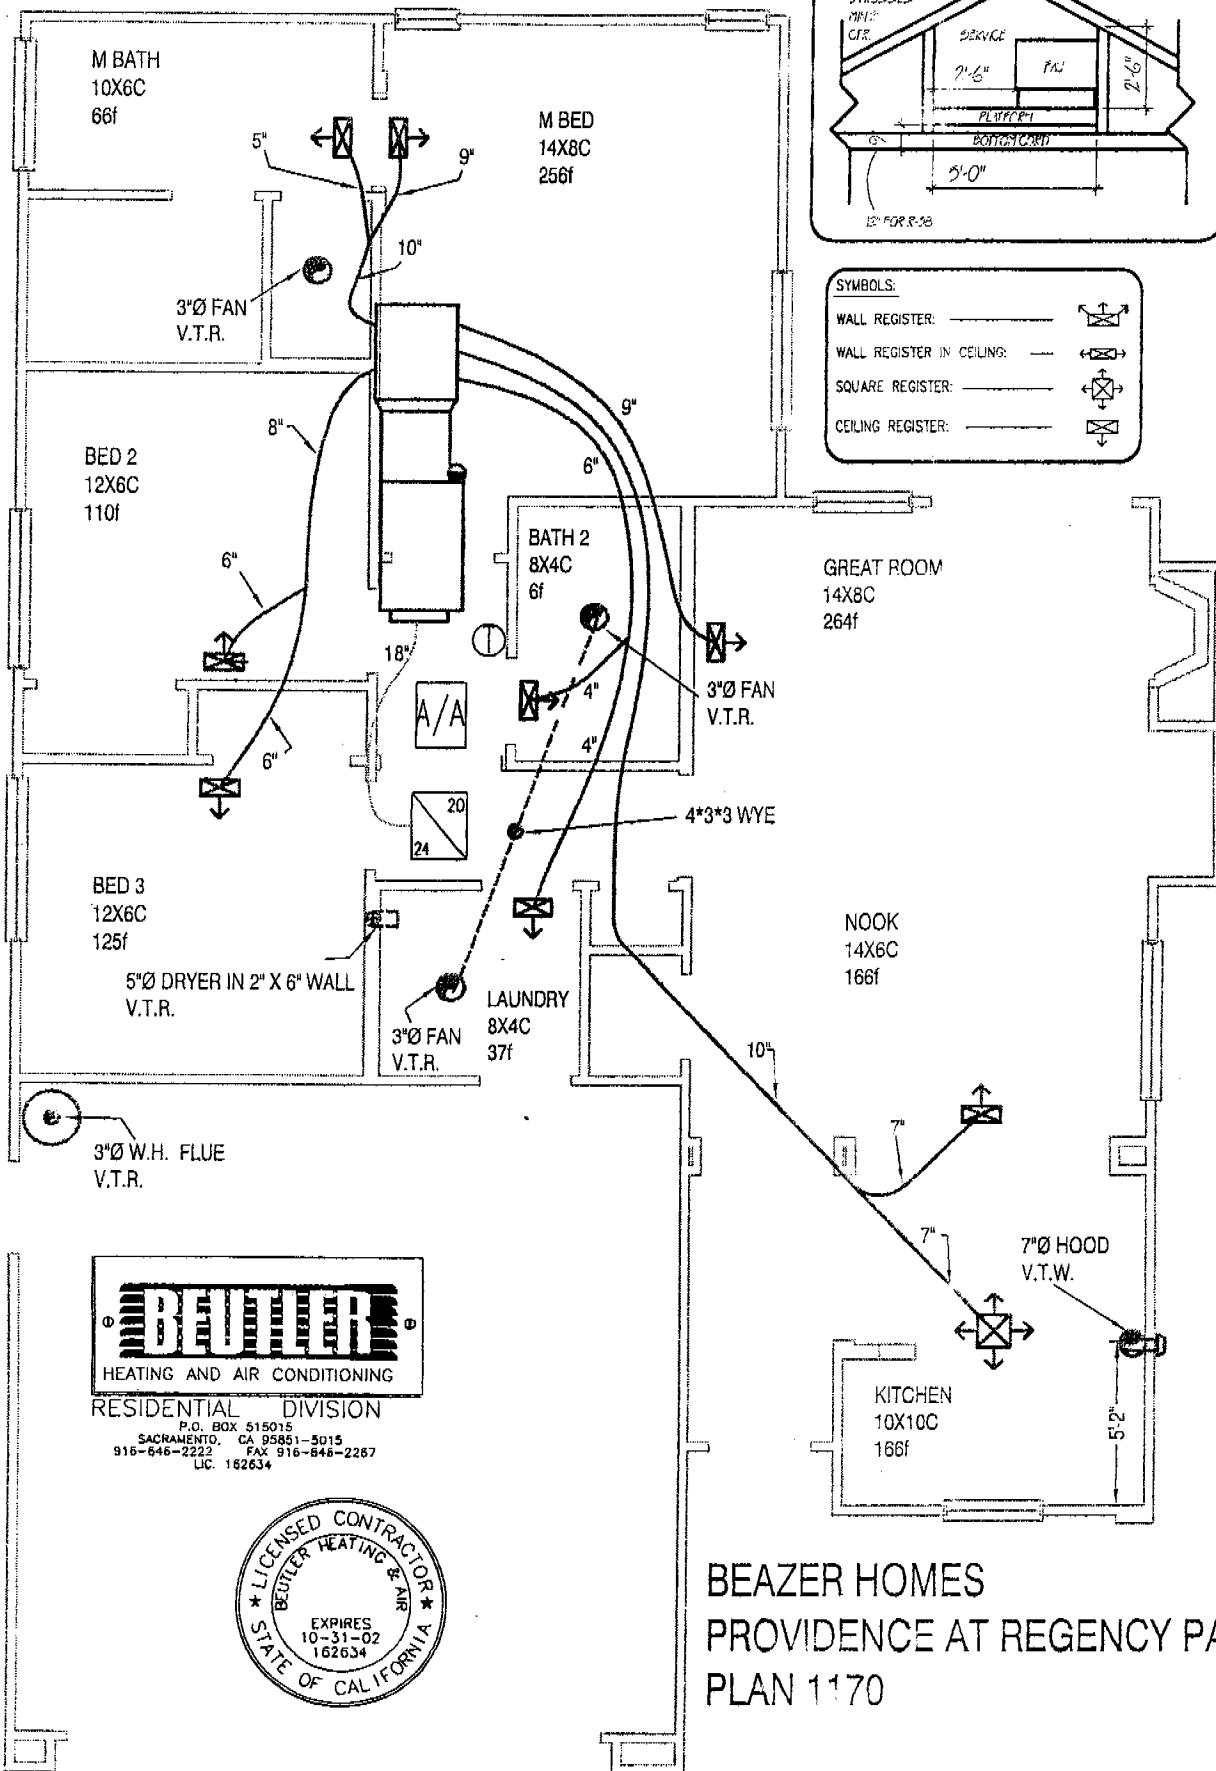 M BATH
10X6C
66f
5"
9"
10"
M BED
14X8C
256f
3"Ø FAN
V.T.R.
SERVICE
FAU
2'-6"
2'-6"
PLATFORM
BOTTOM CORD
5'-0"
12" FOR R-38
SYMBOLS:
WALL REGISTER:
WALL REGISTER IN CEILING:
SQUARE REGISTER:
CEILING REGISTER:
BED 2
12X6C
110f
8"
6"
6"
9"
6"
BATH 2
8X4C
6f
GREAT ROOM
14X8C
264f
18"
A/A
4"
4"
3"Ø FAN
V.T.R.
20
24
4*3*3 WYE
BED 3
12X6C
125f
5"Ø DRYER IN 2" X 6" WALL
V.T.R.
3"Ø FAN
V.T.R.
LAUNDRY
8X4C
37f
NOOK
14X6C
166f
10"
7"
7"
3"Ø W.H. FLUE
V.T.R.
7"Ø HOOD
V.T.W.
5'-2"
KITCHEN
10X10C
166f
BEUTLER
HEATING AND AIR CONDITIONING
RESIDENTIAL DIVISION
P.O. BOX 515015
SACRAMENTO, CA 95851-5015
916-646-2222 FAX 916-646-2267
LIC. 162634
★ LICENSED CONTRACTOR ★
STATE OF CALIFORNIA
BEUTLER HEATING & AIR
EXPIRES
10-31-02
162634
BEAZER HOMES
PROVIDENCE AT REGENCY PA
PLAN 1170